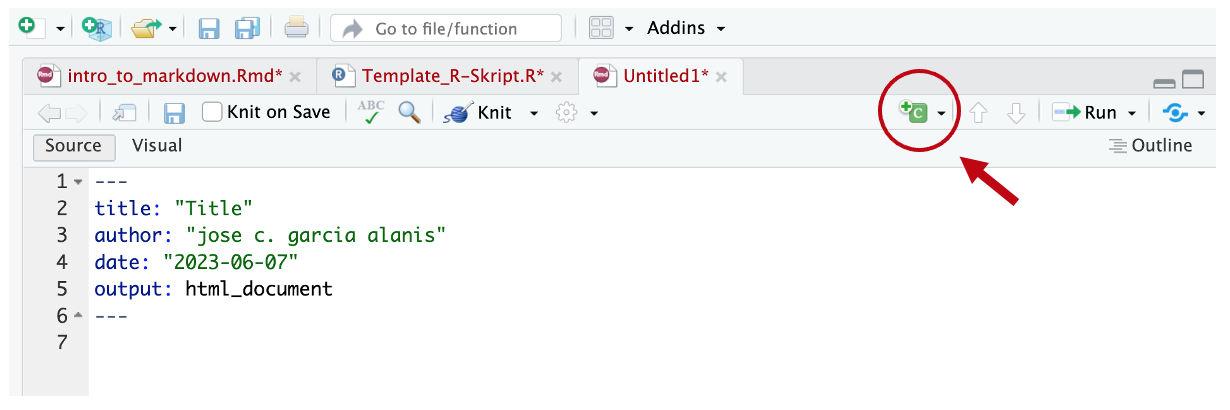 Go to file/function Addins
intro_to_markdown.Rmd* Template_R-Skript.R* Untitled1*
Knit on Save ABC Knit C Run
Source Visual Outline
1 ---
2 title: "Title"
3 author: "jose c. garcia alanis"
4 date: "2023-06-07"
5 output: html_document
6 ---
7